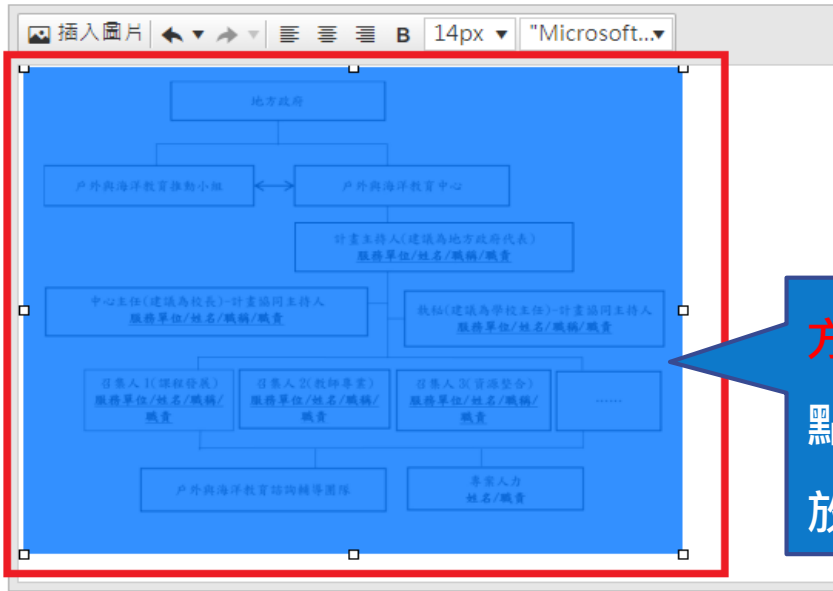 插入圖片 B 14px "Microsoft...
地方政府
戶外與海洋教育推動小組
戶外與海洋教育中心
計畫主持人(建議為地方政府代表)
服務單位/姓名/職稱/職責
中心主任(建議為校長)-計畫協同主持人
服務單位/姓名/職稱/職責
執秘(建議為學校主任)-計畫協同主持人
服務單位/姓名/職稱/職責
召集人1(課程發展)
服務單位/姓名/職稱/
職責
召集人2(教師專業)
服務單位/姓名/職稱/
職責
召集人3(資源整合)
服務單位/姓名/職稱/
職責
......
戶外與海洋教育諮詢輔導團隊
專案人力
姓名/職責